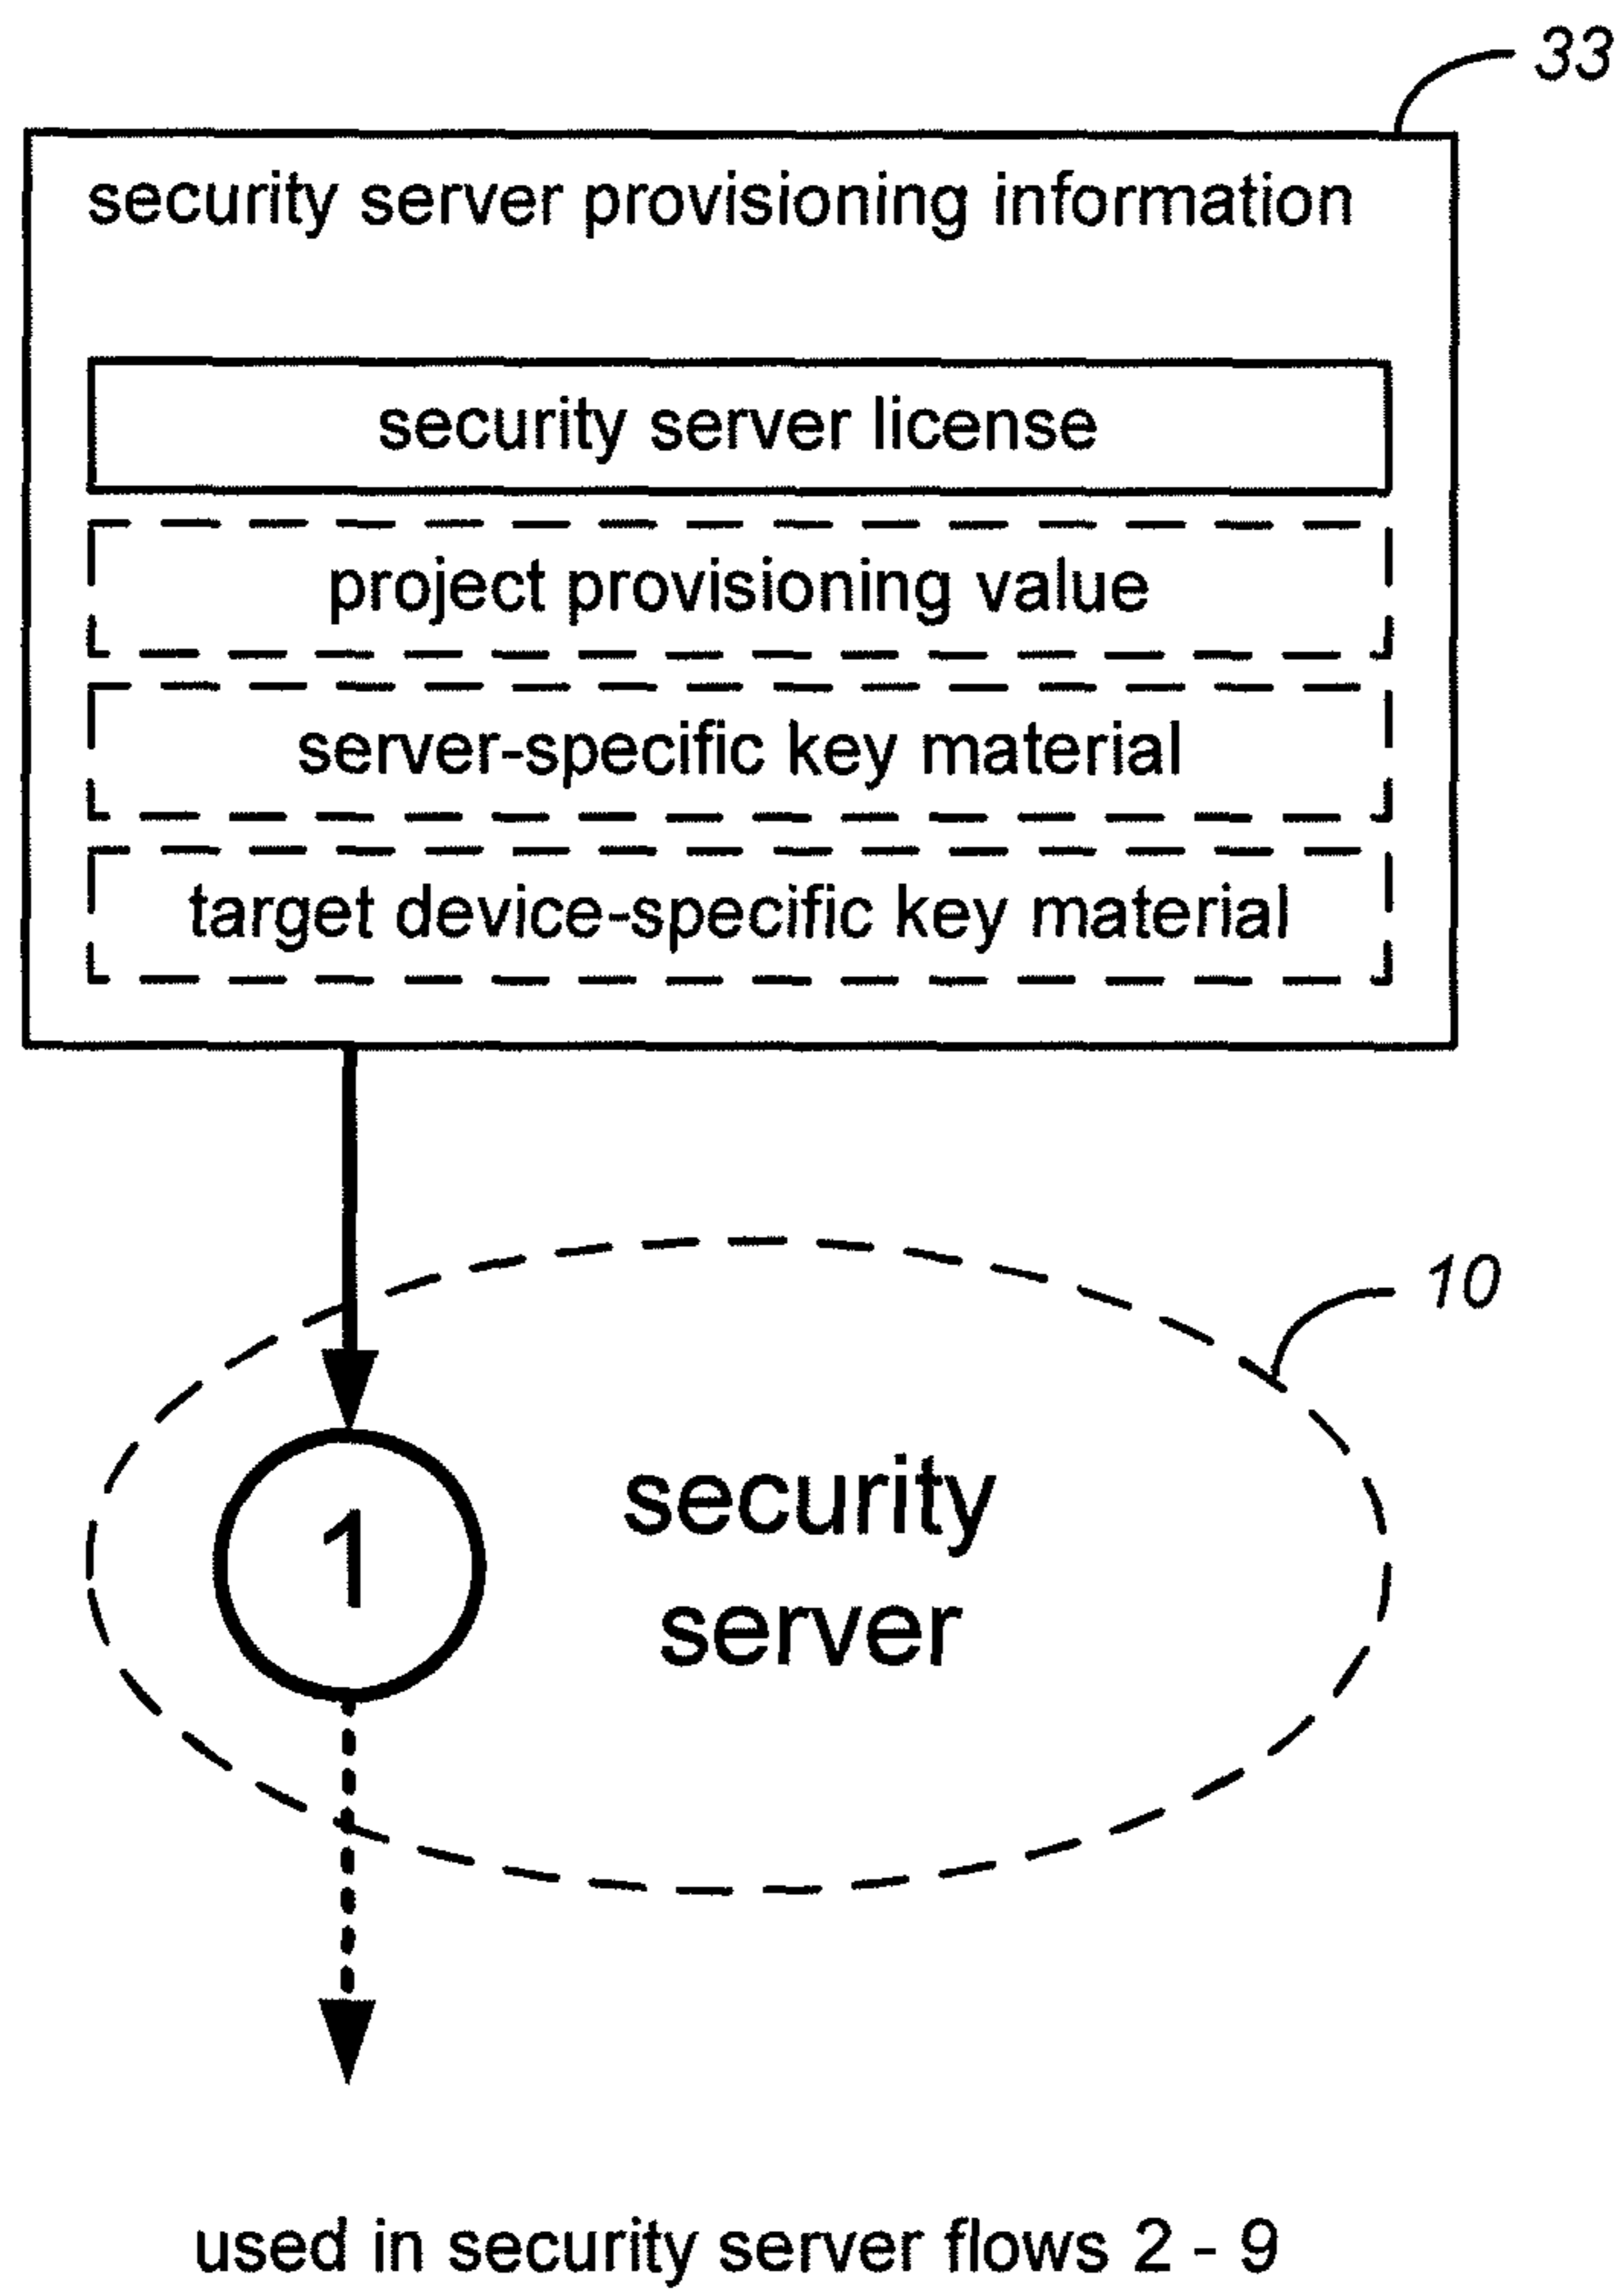 33
security server provisioning information
security server license
project provisioning value
server-specific key material
target device-specific key material
10
1
security
server
used in security server flows 2 - 9